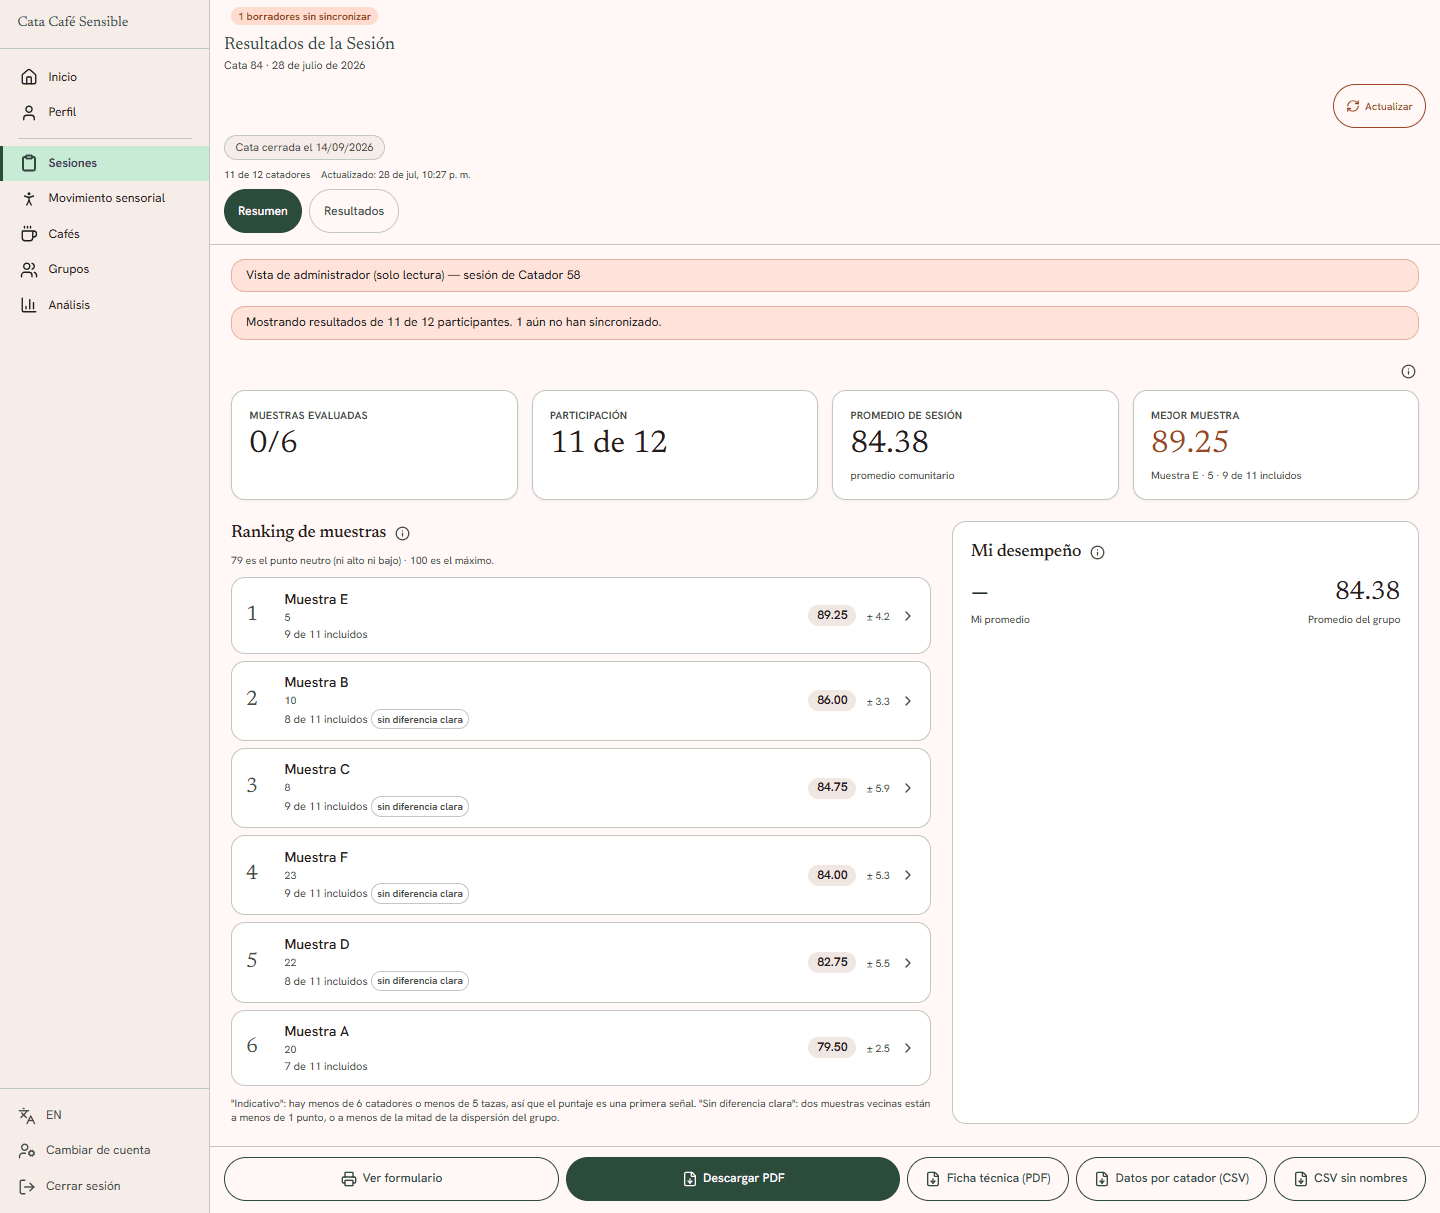 Cata Café Sensible
Inicio
Perfil
Sesiones
Movimiento sensorial
Cafés
Grupos
Análisis
EN
Cambiar de cuenta
Cerrar sesión
1 borradores sin sincronizar
Resultados de la Sesión
Cata 84 · 28 de julio de 2026
Actualizar
Cata cerrada el 14/09/2026
11 de 12 catadores Actualizado: 28 de jul, 10:27 p. m.
Resumen
Resultados
Vista de administrador (solo lectura) — sesión de Catador 58
Mostrando resultados de 11 de 12 participantes. 1 aún no han sincronizado.
MUESTRAS EVALUADAS
0/6
PARTICIPACIÓN
11 de 12
PROMEDIO DE SESIÓN
84.38
promedio comunitario
MEJOR MUESTRA
89.25
Muestra E · 5 · 9 de 11 incluidos
Ranking de muestras
79 es el punto neutro (ni alto ni bajo) · 100 es el máximo.
1
Muestra E
5
9 de 11 incluidos
89.25 ± 4.2
2
Muestra B
10
8 de 11 incluidos sin diferencia clara
86.00 ± 3.3
3
Muestra C
8
9 de 11 incluidos sin diferencia clara
84.75 ± 5.9
4
Muestra F
23
9 de 11 incluidos sin diferencia clara
84.00 ± 5.3
5
Muestra D
22
8 de 11 incluidos sin diferencia clara
82.75 ± 5.5
6
Muestra A
20
7 de 11 incluidos
79.50 ± 2.5
"Indicativo": hay menos de 6 catadores o menos de 5 tazas, así que el puntaje es una primera señal. "Sin diferencia clara": dos muestras vecinas están
a menos de 1 punto, o a menos de la mitad de la dispersión del grupo.
Mi desempeño
— 84.38
Mi promedio Promedio del grupo
Ver formulario
Descargar PDF
Ficha técnica (PDF)
Datos por catador (CSV)
CSV sin nombres